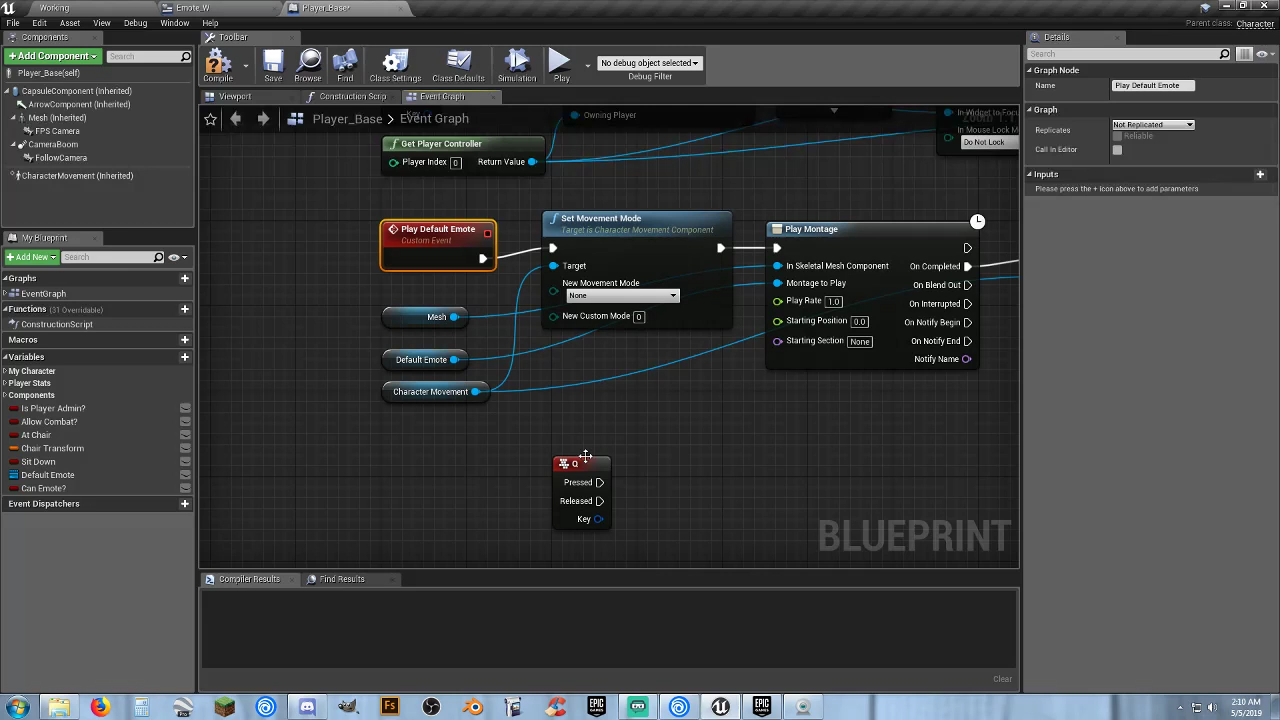 Working
Emote_W
Player_Base*
File Edit Asset View Debug Window Help
Parent class: Character
Components
Toolbar
Details
+Add Component
Search
Compile
Save
Browse
Find
Class Settings
Class Defaults
Simulation
Play
No debug object selected
Debug Filter
Player_Base(self)
CapsuleComponent (Inherited)
ArrowComponent (Inherited)
Mesh (Inherited)
FPS Camera
CameraBoom
FollowCamera
CharacterMovement (Inherited)
Viewport
Construction Scrip
Event Graph
Player_Base > Event Graph
Search
Graph Node
Name Play Default Emote
Graph
Replicates Not Replicated
Reliable
Call In Editor
Inputs
Please press the + icon above to add parameters
My Blueprint
+Add New
Search
Graphs
EventGraph
Functions (31 Overridable)
ConstructionScript
Macros
Variables
My Character
Player Stats
Components
Is Player Admin?
Allow Combat?
At Chair
Chair Transform
Sit Down
Default Emote
Can Emote?
Event Dispatchers
Owning Player
In Widget to Focus
In Mouse Lock M
Do Not Lock
Get Player Controller
Player Index 0
Return Value
Play Default Emote
Custom Event
Set Movement Mode
Target is Character Movement Component
Target
New Movement Mode
None
New Custom Mode 0
Play Montage
In Skeletal Mesh Component
Montage to Play
Play Rate 1.0
Starting Position 0.0
Starting Section None
On Completed
On Blend Out
On Interrupted
On Notify Begin
On Notify End
Notify Name
Mesh
Default Emote
Character Movement
Q
Pressed
Released
Key
BLUEPRINT
Compiler Results
Find Results
Clear
2:10 AM
5/5/2019